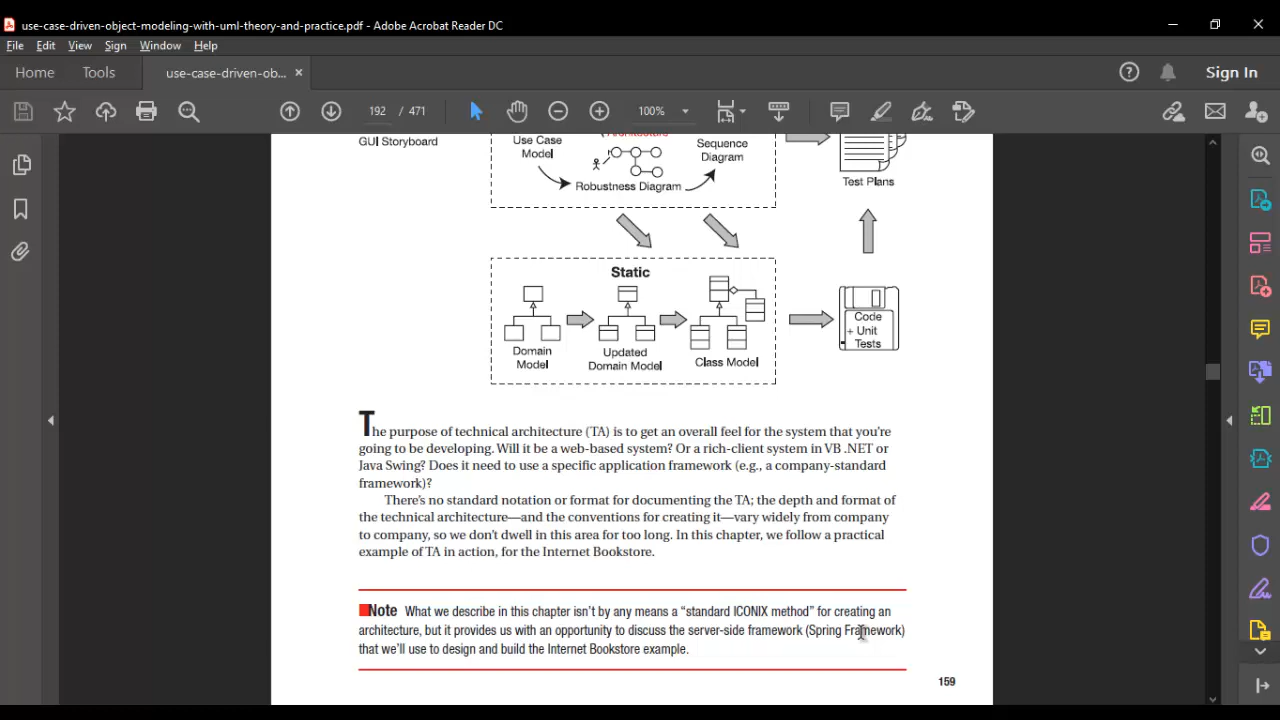 use-case-driven-object-modeling-with-uml-theory-and-practice.pdf - Adobe Acrobat Reader DC
File Edit View Sign Window Help
Home Tools use-case-driven-ob... × Sign In
192 / 471 100%
GUI Storyboard
Use Case
Model
Sequence
Diagram
Robustness Diagram
Test Plans
Static
Domain
Model
Updated
Domain Model
Class Model
Code
+ Unit
Tests
The purpose of technical architecture (TA) is to get an overall feel for the system that you're
going to be developing. Will it be a web-based system? Or a rich-client system in VB .NET or
Java Swing? Does it need to use a specific application framework (e.g., a company-standard
framework)?
There's no standard notation or format for documenting the TA; the depth and format of
the technical architecture—and the conventions for creating it—vary widely from company
to company, so we don't dwell in this area for too long. In this chapter, we follow a practical
example of TA in action, for the Internet Bookstore.
Note What we describe in this chapter isn't by any means a “standard ICONIX method” for creating an
architecture, but it provides us with an opportunity to discuss the server-side framework (Spring Framework)
that we'll use to design and build the Internet Bookstore example.
159